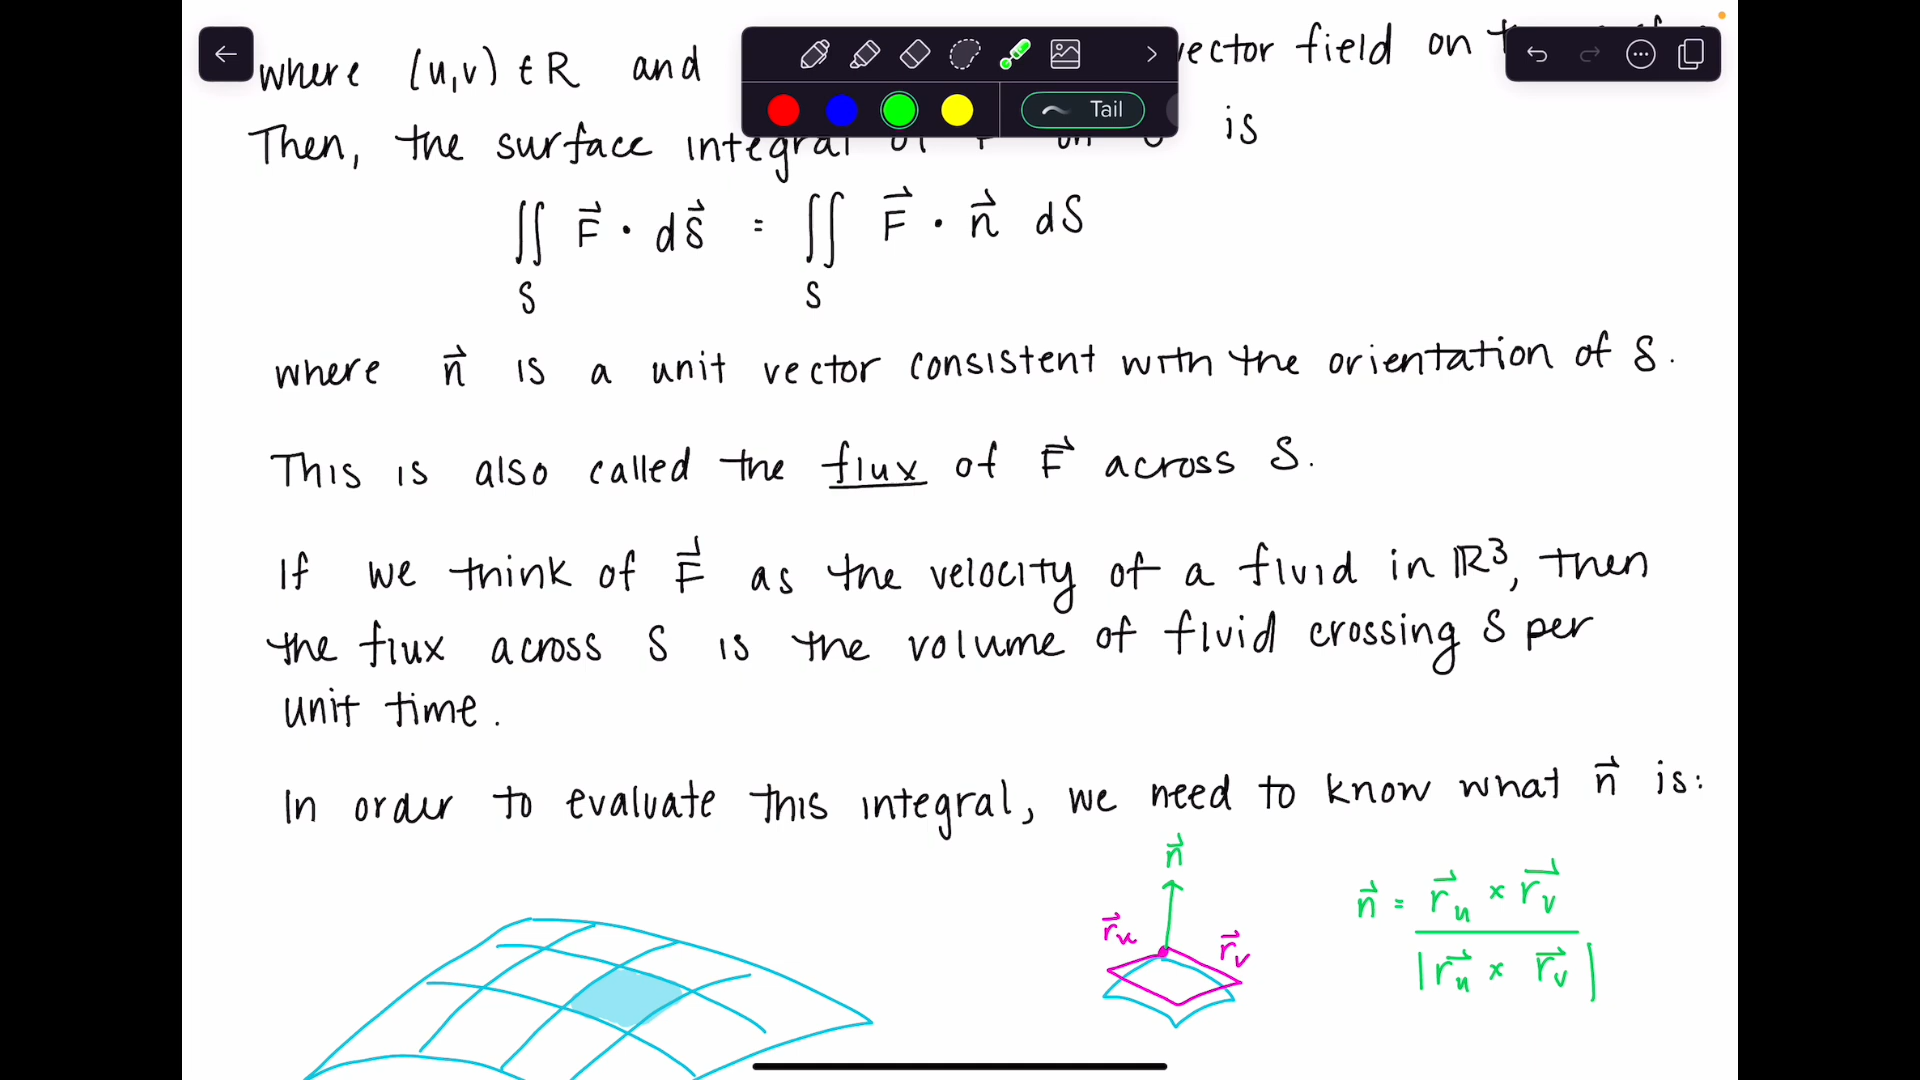 where (u,v) ∈ R and vector field on
Tail
Then, the surface integral of F on S is
∬ F⃗ · dS⃗ = ∬ F⃗ · n⃗ dS
S S
where n⃗ is a unit vector consistent with the orientation of S.
This is also called the flux of F⃗ across S.
If we think of F⃗ as the velocity of a fluid in ℝ³, then
the flux across S is the volume of fluid crossing S per
unit time.
In order to evaluate this integral, we need to know what n⃗ is:
n⃗
r⃗u r⃗v
n⃗ = r⃗u × r⃗v
|r⃗u × r⃗v|